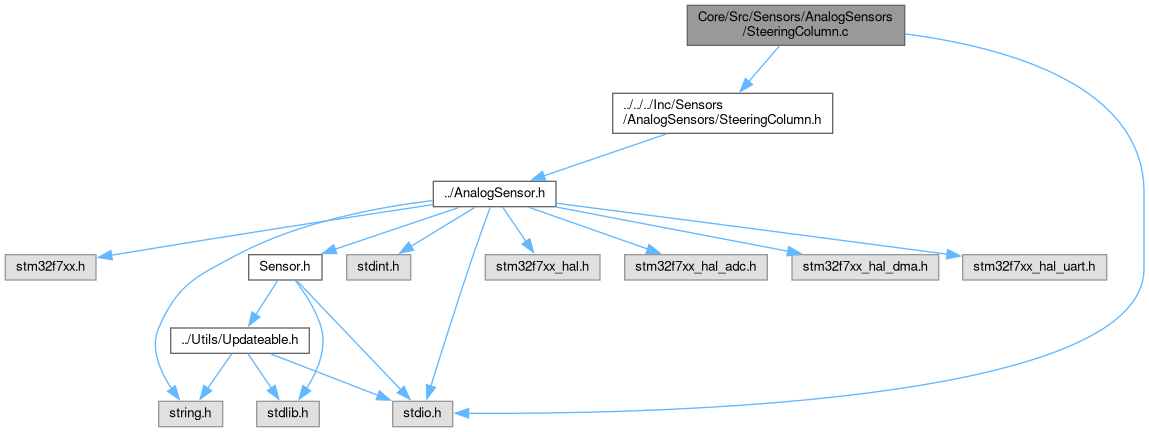 Core/Src/Sensors/AnalogSensors
/SteeringColumn.c
../../../Inc/Sensors
/AnalogSensors/SteeringColumn.h
../AnalogSensor.h
stm32f7xx.h
Sensor.h
stdint.h
stm32f7xx_hal.h
stm32f7xx_hal_adc.h
stm32f7xx_hal_dma.h
stm32f7xx_hal_uart.h
../Utils/Updateable.h
string.h
stdlib.h
stdio.h